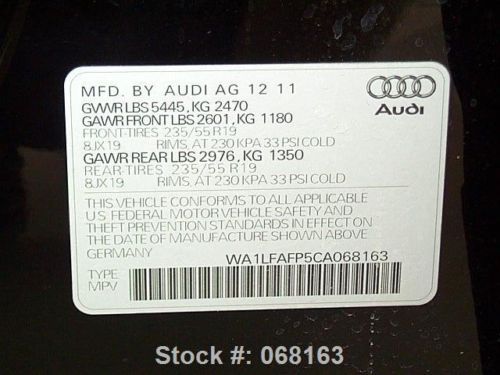 MFD. BY AUDI AG 12 11
GVWR LBS 5445, KG 2470
GAWR FRONT LBS 2601, KG 1180
FRONT-TIRES 235/55 R19
8JX19 RIMS, AT 230 KPA 33 PSI COLD
GAWR REAR LBS 2976, KG 1350
REAR-TIRES 235/55 R19
8JX19 RIMS, AT 230 KPA 33 PSI COLD
THIS VEHICLE CONFORMS TO ALL APPLICABLE
U.S. FEDERAL MOTOR VEHICLE SAFETY AND
THEFT PREVENTION STANDARDS IN EFFECT ON
THE DATE OF MANUFACTURE SHOWN ABOVE.
GERMANY WA1LFAFP5CA068163
TYPE
MPV
Audi
Stock #: 068163